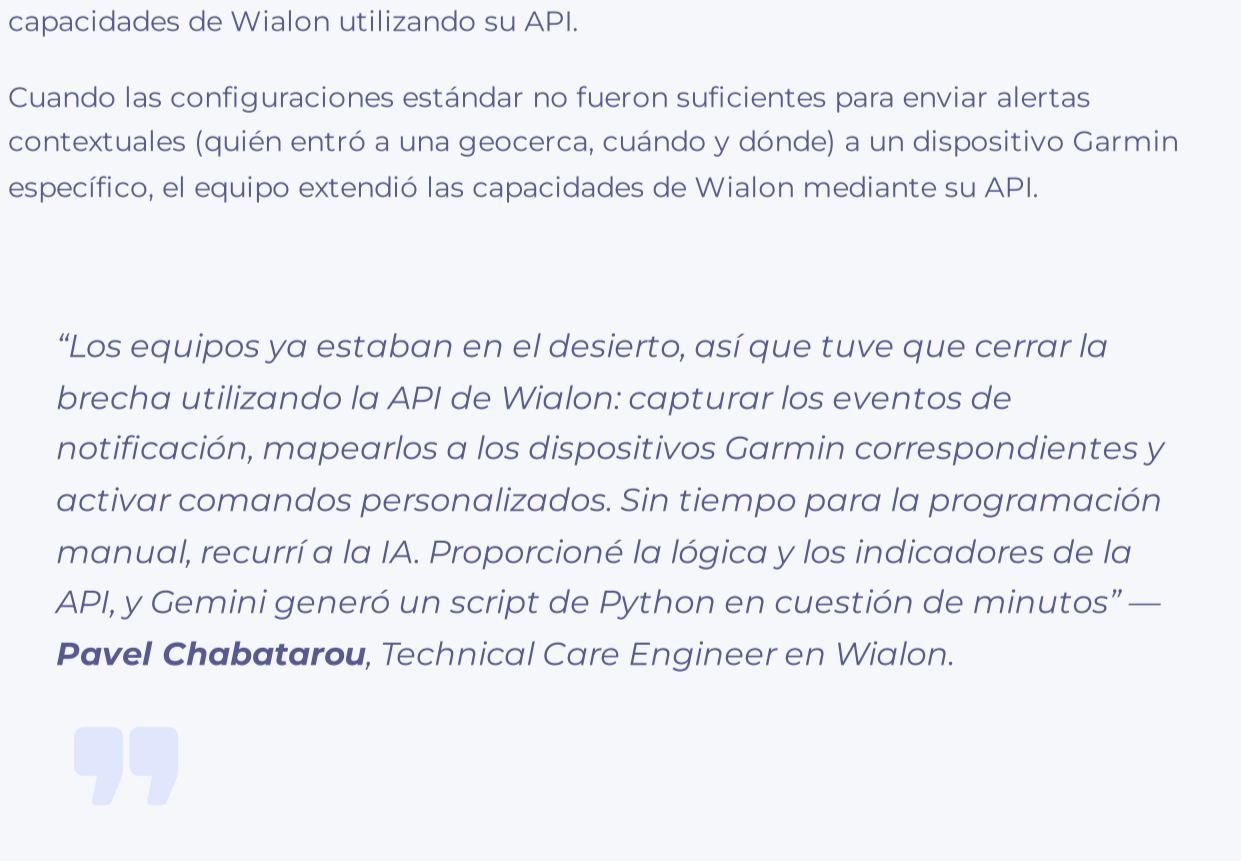 capacidades de Wialon utilizando su API.
Cuando las configuraciones estándar no fueron suficientes para enviar alertas
contextuales (quién entró a una geocerca, cuándo y dónde) a un dispositivo Garmin
específico, el equipo extendió las capacidades de Wialon mediante su API.
“Los equipos ya estaban en el desierto, así que tuve que cerrar la
brecha utilizando la API de Wialon: capturar los eventos de
notificación, mapearlos a los dispositivos Garmin correspondientes y
activar comandos personalizados. Sin tiempo para la programación
manual, recurrí a la IA. Proporcioné la lógica y los indicadores de la
API, y Gemini generó un script de Python en cuestión de minutos” —
Pavel Chabatarou, Technical Care Engineer en Wialon.